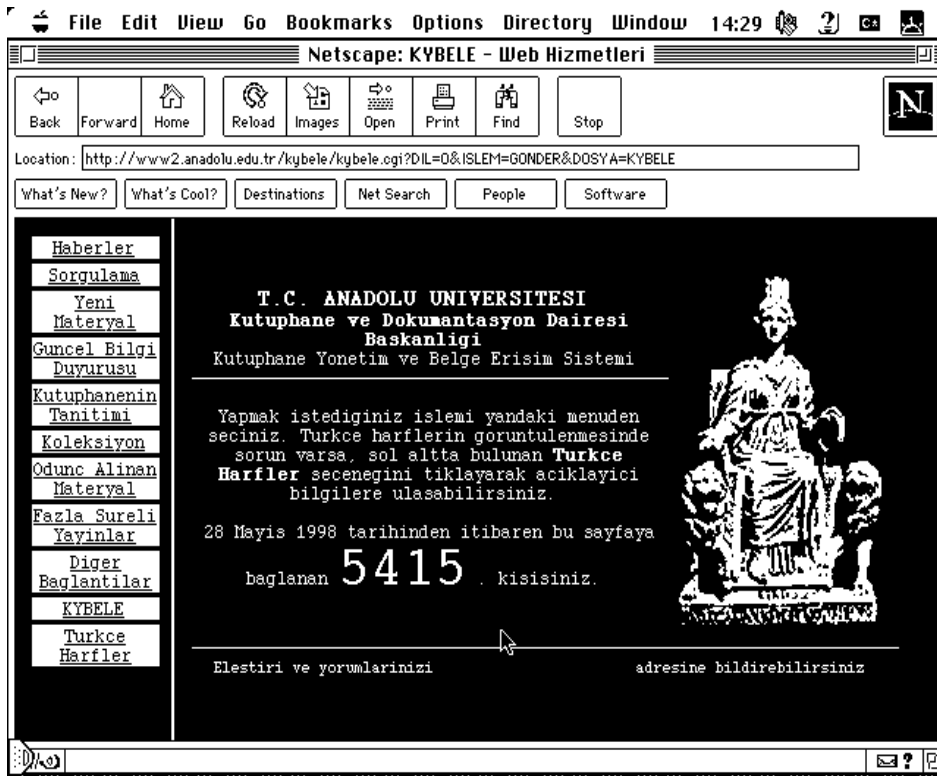 File Edit View Go Bookmarks Options Directory Window 14:29
Netscape: KYBELE – Web Hizmetleri
Back Forward Home Reload Images Open Print Find Stop
N
Location: http://www2.anadolu.edu.tr/kybele/kybele.cgi?DIL=0&ISLEM=GONDER&DOSYA=KYBELE
What's New? What's Cool? Destinations Net Search People Software
Haberler
Sorgulama
Yeni
Materyal
Guncel Bilgi
Duyurusu
Kutuphanenin
Tanitimi
Koleksiyon
Odunc Alinan
Materyal
Fazla Sureli
Yayinlar
Diger
Baglantilar
KYBELE
Turkce
Harfler
T.C. ANADOLU UNIVERSITESI
Kutuphane ve Dokumantasyon Dairesi
Baskanligi
Kutuphane Yonetim ve Belge Erisim Sistemi
Yapmak istediginiz islemi yandaki menuden
seciniz. Turkce harflerin goruntulenmesinde
sorun varsa, sol altta bulunan Turkce
Harfler secenegini tiklayarak aciklayici
bilgilere ulasabilirsiniz.
28 Mayis 1998 tarihinden itibaren bu sayfaya
baglanan 5415 . kisisiniz.
Elestiri ve yorumlarinizi adresine bildirebilirsiniz